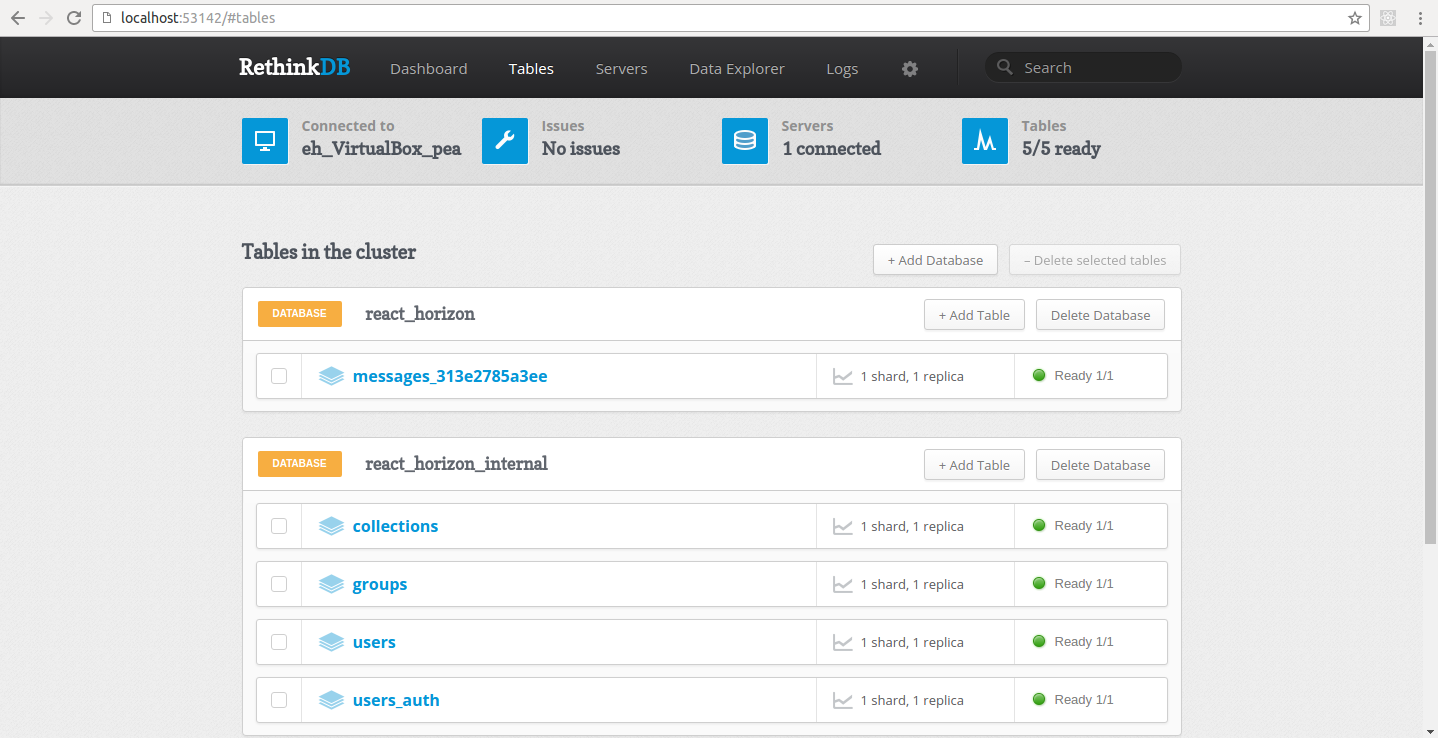 localhost:53142/#tables
RethinkDB Dashboard Tables Servers Data Explorer Logs Search
Connected to
eh_VirtualBox_pea
Issues
No issues
Servers
1 connected
Tables
5/5 ready
Tables in the cluster
+ Add Database – Delete selected tables
DATABASE react_horizon + Add Table Delete Database
messages_313e2785a3ee 1 shard, 1 replica Ready 1/1
DATABASE react_horizon_internal + Add Table Delete Database
collections 1 shard, 1 replica Ready 1/1
groups 1 shard, 1 replica Ready 1/1
users 1 shard, 1 replica Ready 1/1
users_auth 1 shard, 1 replica Ready 1/1